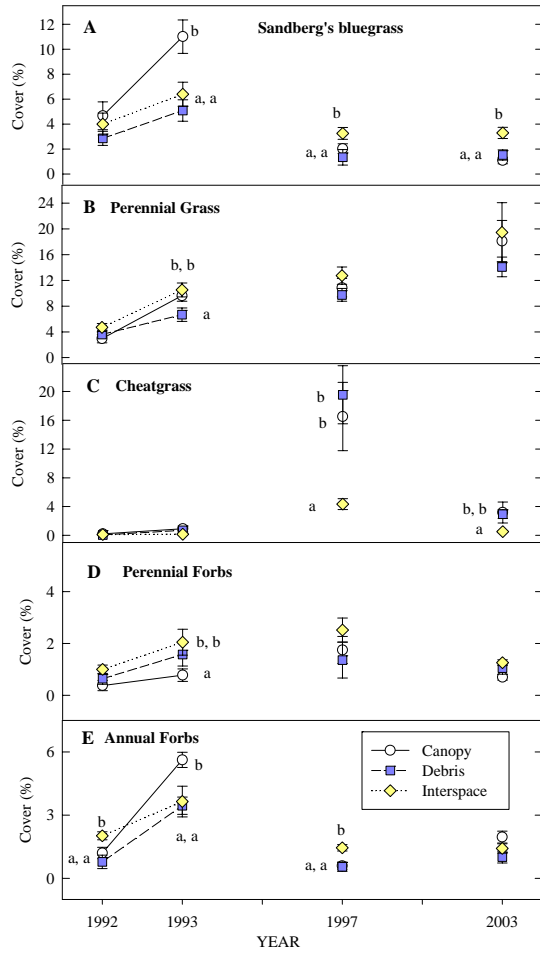 A Sandberg's bluegrass
Cover (%)
12
10
8
6
4
2
0
b
a, a
b
a, a
b
a, a
B Perennial Grass
Cover (%)
24
20
16
12
8
4
0
b, b
a
C Cheatgrass
Cover (%)
20
16
12
8
4
0
b
b
a
b, b
a
D Perennial Forbs
Cover (%)
4
2
0
b, b
a
E Annual Forbs
Cover (%)
6
3
0
b
a, a
b
a, a
b
a, a
Canopy
Debris
Interspace
1992 1993 1997 2003
YEAR